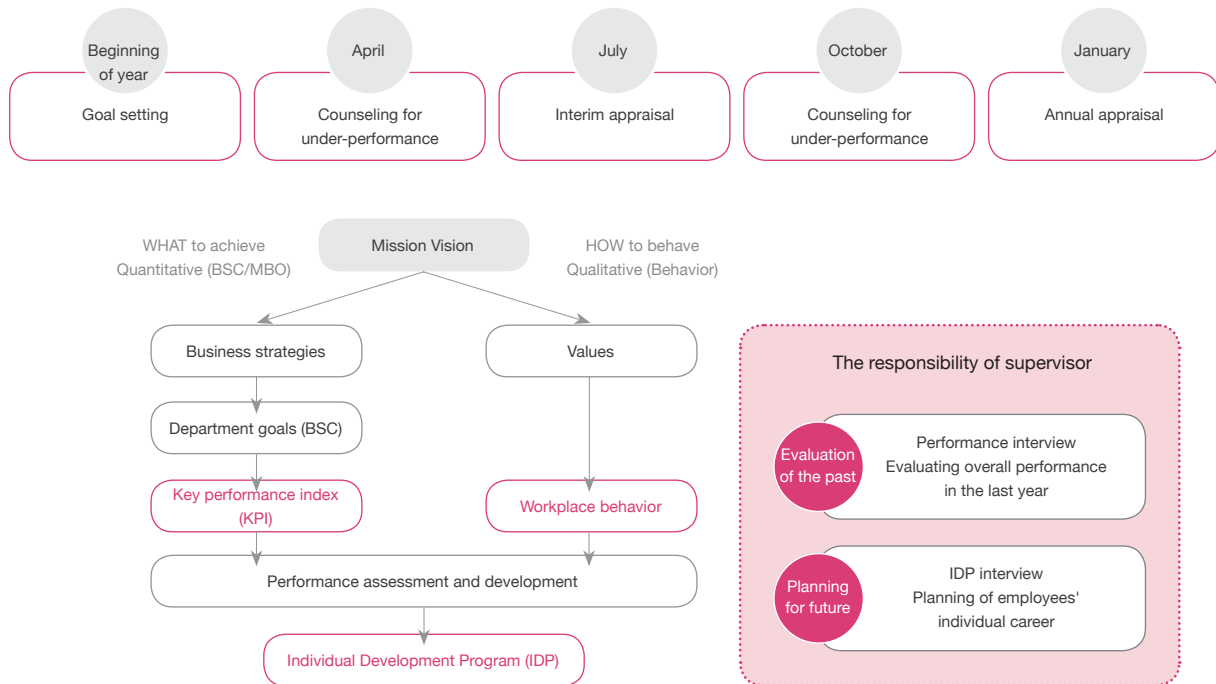 Beginning
of year
Goal setting
April
Counseling for
under-performance
July
Interim appraisal
October
Counseling for
under-performance
January
Annual appraisal
WHAT to achieve
Quantitative (BSC/MBO)
Mission Vision
HOW to behave
Qualitative (Behavior)
Business strategies
Values
Department goals (BSC)
Key performance index
(KPI)
Workplace behavior
Performance assessment and development
Individual Development Program (IDP)
The responsibility of supervisor
Evaluation
of the past
Performance interview
Evaluating overall performance
in the last year
Planning
for future
IDP interview
Planning of employees'
individual career